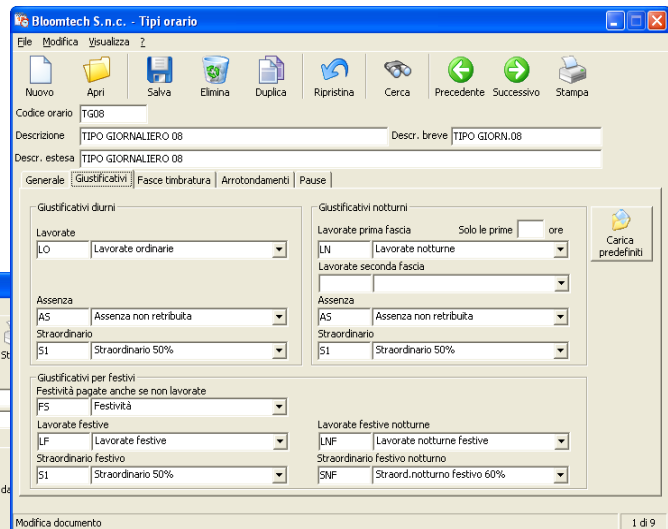 Bloomtech S.n.c. - Tipi orario
File Modifica Visualizza ?
Nuovo Apri Salva Elimina Duplica Ripristina Cerca Precedente Successivo Stampa
Codice orario TG08
Descrizione TIPO GIORNALIERO 08 Descr. breve TIPO GIORN.08
Descr. estesa TIPO GIORNALIERO 08
Generale Giustificativi Fasce timbratura Arrotondamenti Pause
Giustificativi diurni Giustificativi notturni
Lavorate Lavorate prima fascia Solo le prime ore
LO Lavorate ordinarie LN Lavorate notturne
Carica
predefiniti
Lavorate seconda fascia
Assenza Assenza
AS Assenza non retribuita AS Assenza non retribuita
Straordinario Straordinario
S1 Straordinario 50% S1 Straordinario 50%
St
Giustificativi per festivi
Festività pagate anche se non lavorate
FS Festività
Lavorate festive Lavorate festive notturne
LF Lavorate festive LNF Lavorate notturne festive
Straordinario festivo Straordinario festivo notturno
S1 Straordinario 50% SNF Straord.notturno festivo 60%
da
Modifica documento 1 di 9